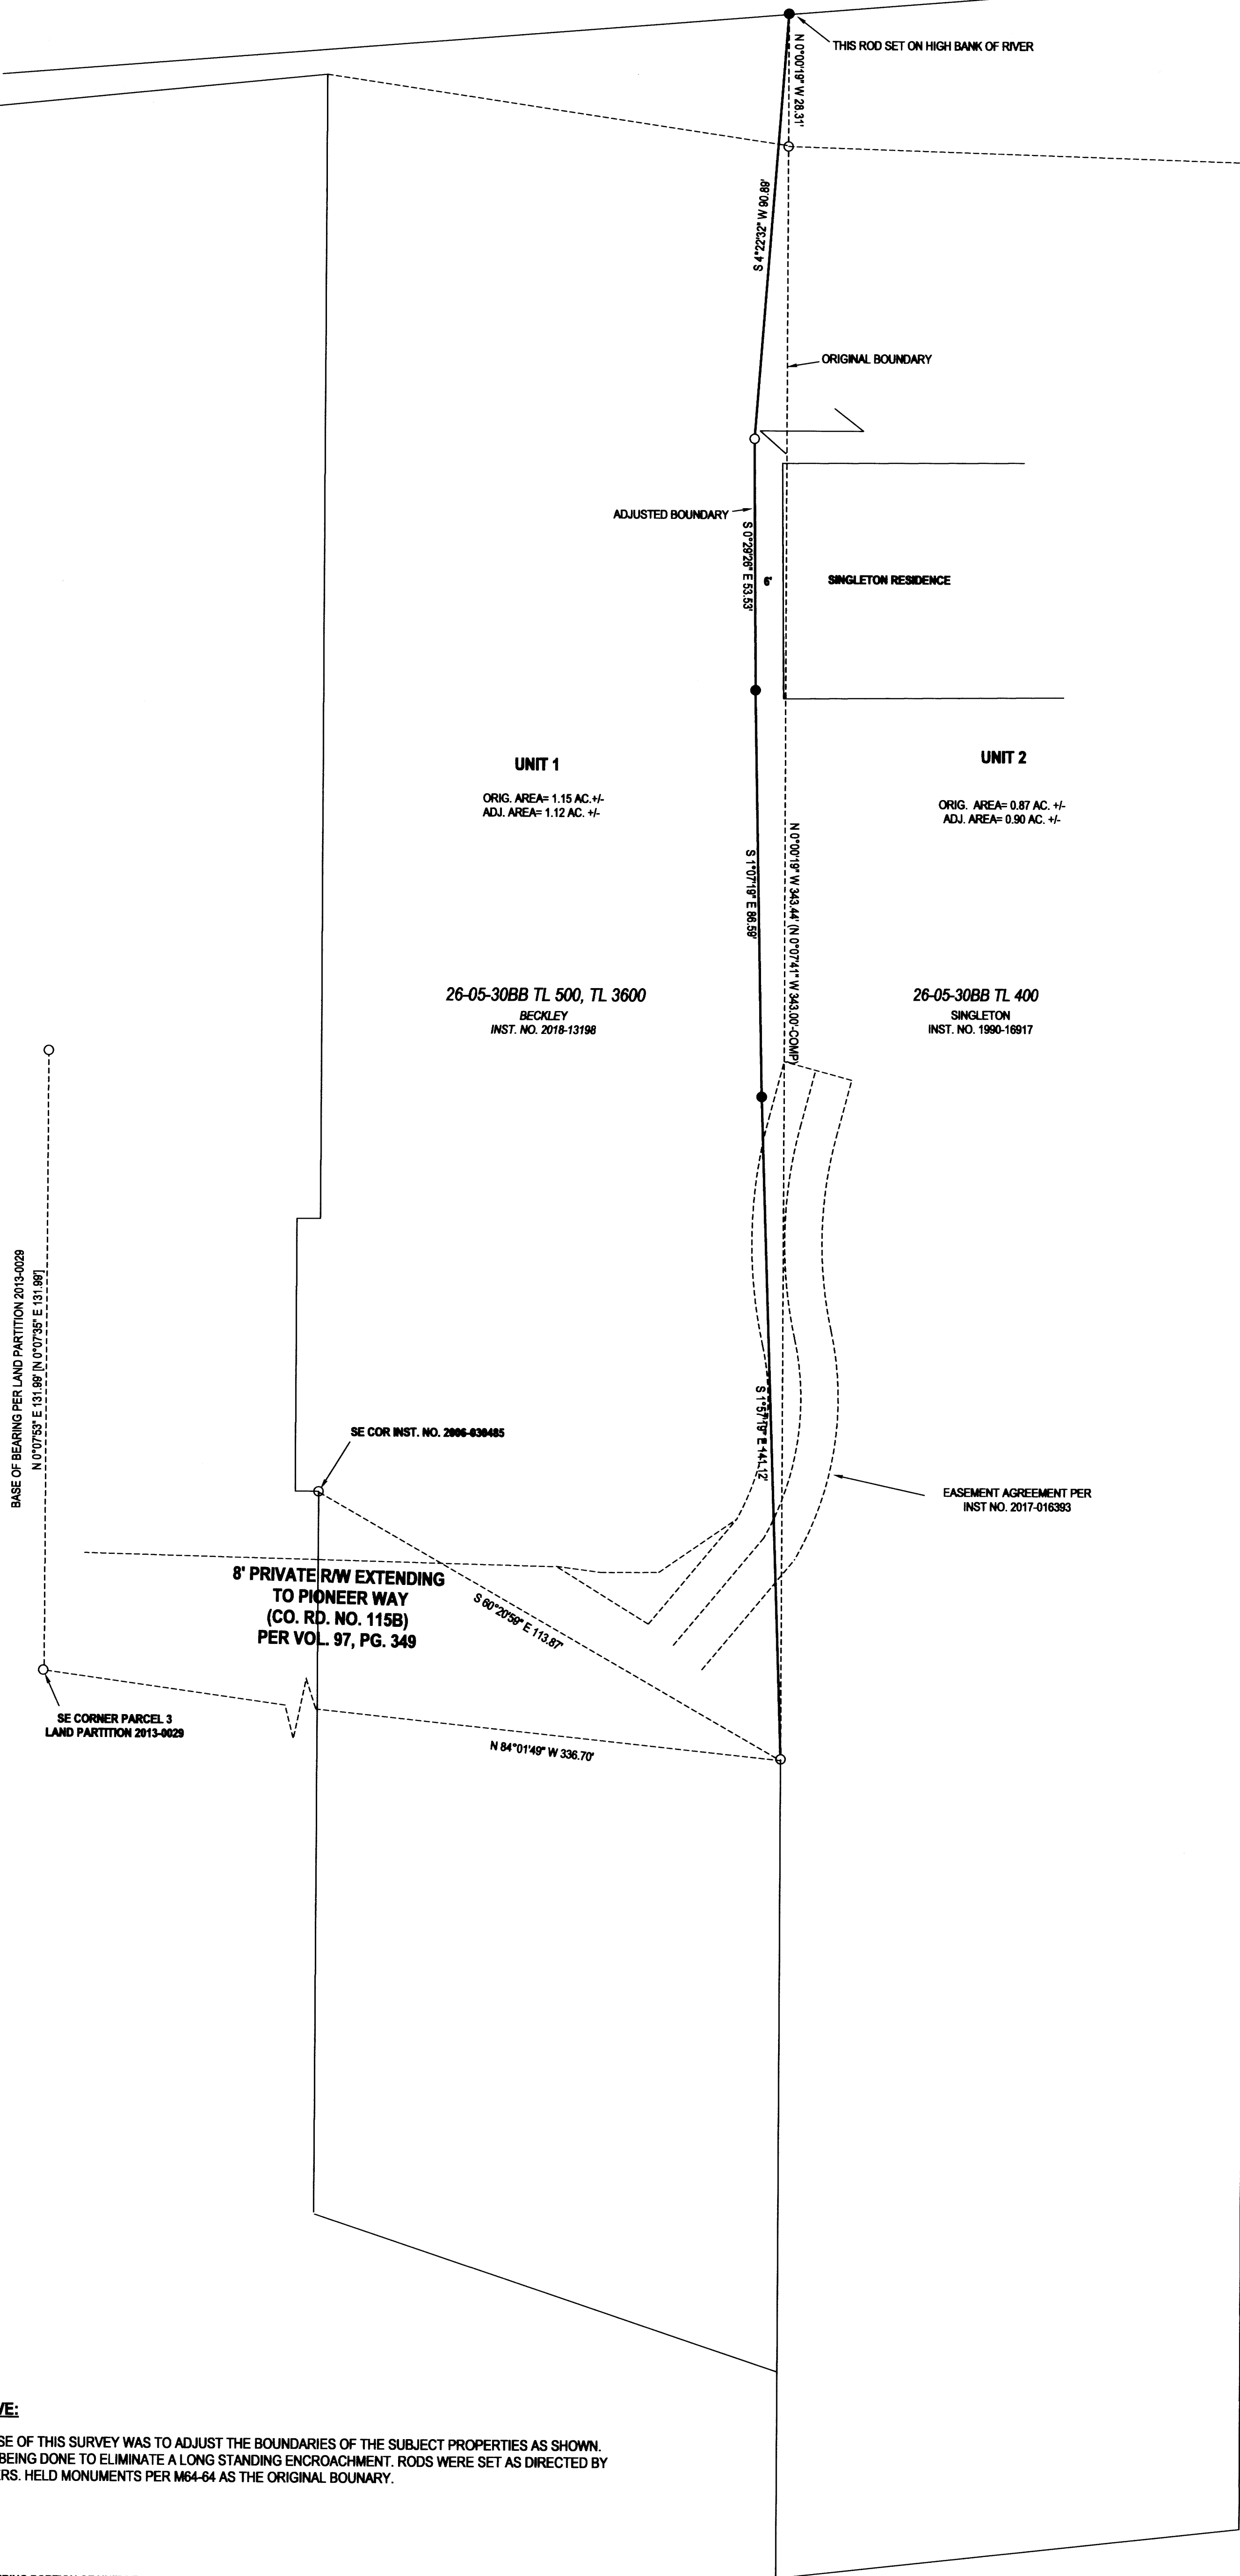 THIS ROD SET ON HIGH BANK OF RIVER
N 0°00'19" W 28.31'
S 4°22'32" W 90.89'
ORIGINAL BOUNDARY
ADJUSTED BOUNDARY
S 0°29'26" E 53.53'
6'
SINGLETON RESIDENCE
UNIT 1
ORIG. AREA= 1.15 AC.+/-
ADJ. AREA= 1.12 AC. +/-
UNIT 2
ORIG. AREA= 0.87 AC. +/-
ADJ. AREA= 0.90 AC. +/-
S 1°07'19" E 86.59'
N 0°00'19" W 343.44' (N 0°07'41" W 343.00'-COMP)
26-05-30BB TL 500, TL 3600
BECKLEY
INST. NO. 2018-13198
26-05-30BB TL 400
SINGLETON
INST. NO. 1990-16917
BASE OF BEARING PER LAND PARTITION 2013-0029
N 0°07'53" E 131.99' [N 0°07'35" E 131.99']
S 1°57'19" E 141.12'
SE COR INST. NO. 2006-030485
EASEMENT AGREEMENT PER
INST NO. 2017-016393
8' PRIVATE R/W EXTENDING
TO PIONEER WAY
(CO. RD. NO. 115B)
PER VOL. 97, PG. 349
S 60°20'59" E 113.87'
SE CORNER PARCEL 3
LAND PARTITION 2013-0029
N 84°01'49" W 336.70'
VE:
SE OF THIS SURVEY WAS TO ADJUST THE BOUNDARIES OF THE SUBJECT PROPERTIES AS SHOWN.
BEING DONE TO ELIMINATE A LONG STANDING ENCROACHMENT. RODS WERE SET AS DIRECTED BY
ERS. HELD MONUMENTS PER M64-64 AS THE ORIGINAL BOUNARY.